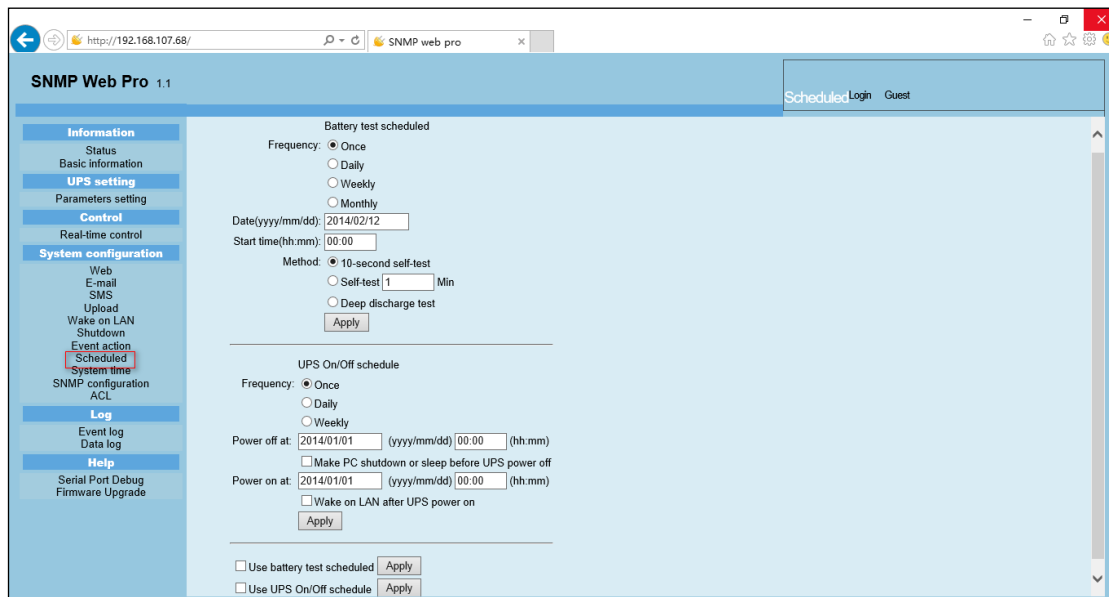 http://192.168.107.68/
SNMP web pro
SNMP Web Pro 1.1
Scheduled Login Guest
Information
Status
Basic information
UPS setting
Parameters setting
Control
Real-time control
System configuration
Web
E-mail
SMS
Upload
Wake on LAN
Shutdown
Event action
Scheduled
System time
SNMP configuration
ACL
Log
Event log
Data log
Help
Serial Port Debug
Firmware Upgrade
Battery test scheduled
Frequency: Once
Daily
Weekly
Monthly
Date(yyyy/mm/dd): 2014/02/12
Start time(hh:mm): 00:00
Method: 10-second self-test
Self-test 1 Min
Deep discharge test
Apply
UPS On/Off schedule
Frequency: Once
Daily
Weekly
Power off at: 2014/01/01 (yyyy/mm/dd) 00:00 (hh:mm)
Make PC shutdown or sleep before UPS power off
Power on at: 2014/01/01 (yyyy/mm/dd) 00:00 (hh:mm)
Wake on LAN after UPS power on
Apply
Use battery test scheduled Apply
Use UPS On/Off schedule Apply